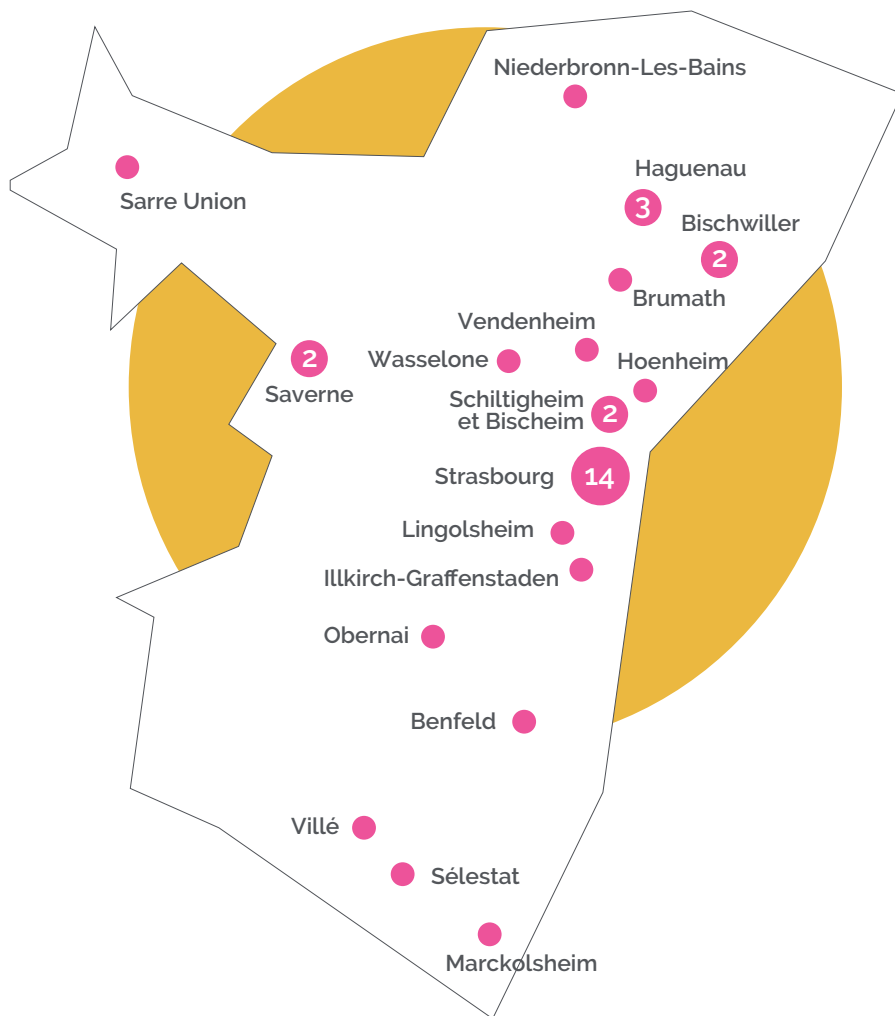 Niederbronn-Les-Bains
Sarre Union
Haguenau
3
Bischwiller
2
Brumath
Vendenheim
Wasselone
Hoenheim
2
Saverne
Schiltigheim
et Bischeim
2
Strasbourg
14
Lingolsheim
Illkirch-Graffenstaden
Obernai
Benfeld
Villé
Sélestat
Marckolsheim